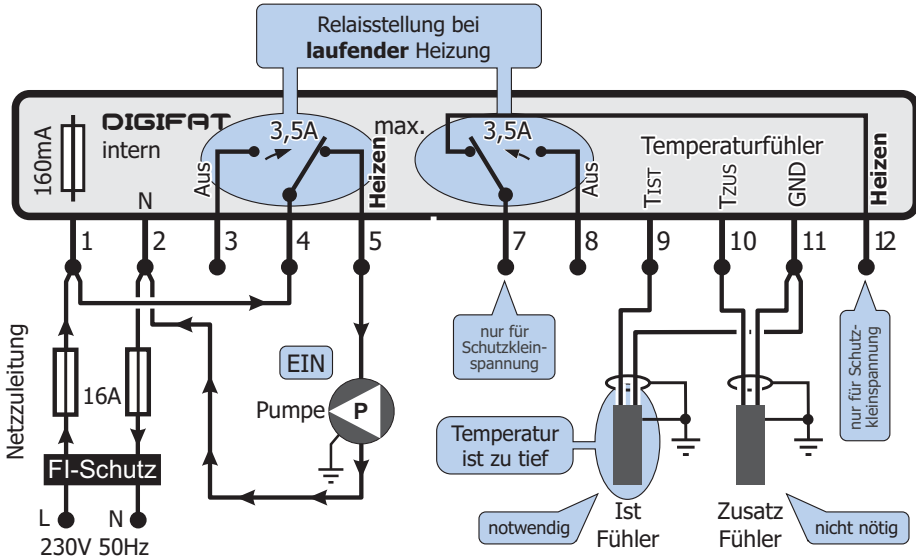 Relaisstellung bei
laufender Heizung
DIGIFAT
intern
160mA
N
Aus
3,5A
Heizen
max.
3,5A
Aus
Temperaturfühler
TIST
TZUS
GND
Heizen
1
2
3
4
5
7
8
9
10
11
12
Netzzuleitung
16A
FI-Schutz
L
N
230V 50Hz
EIN
Pumpe
P
nur für
Schutzklein-
spannung
nur für Schutz-
kleinspannung
Temperatur
ist zu tief
notwendig
Ist
Fühler
Zusatz
Fühler
nicht nötig